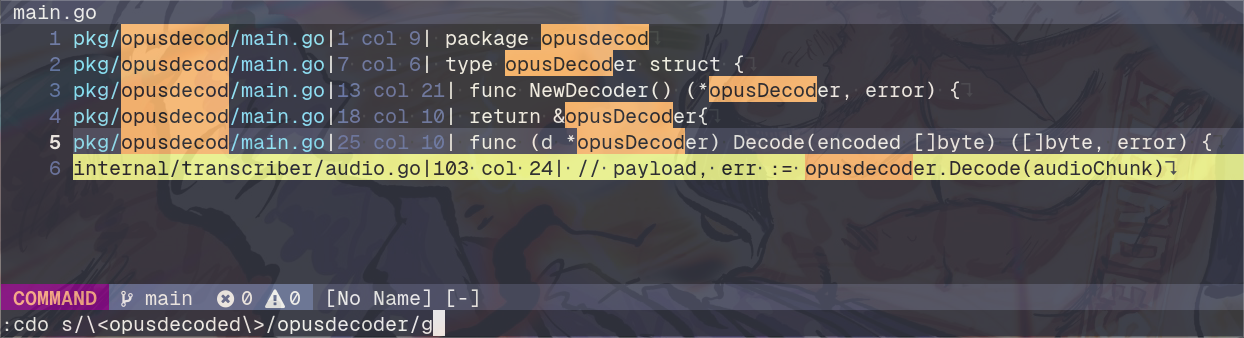 main.go
1 pkg/opusdecod/main.go|1 col 9| package opusdecod
2 pkg/opusdecod/main.go|7 col 6| type opusDecoder struct {
3 pkg/opusdecod/main.go|13 col 21| func NewDecoder() (*opusDecoder, error) {
4 pkg/opusdecod/main.go|18 col 10| return &opusDecoder{
5 pkg/opusdecod/main.go|25 col 10| func (d *opusDecoder) Decode(encoded []byte) ([]byte, error) {
6 internal/transcriber/audio.go|103 col 24| // payload, err := opusdecoder.Decode(audioChunk)
COMMAND main 0 0 [No Name] [-]
:cdo s/\<opusdecoded\>/opusdecoder/g